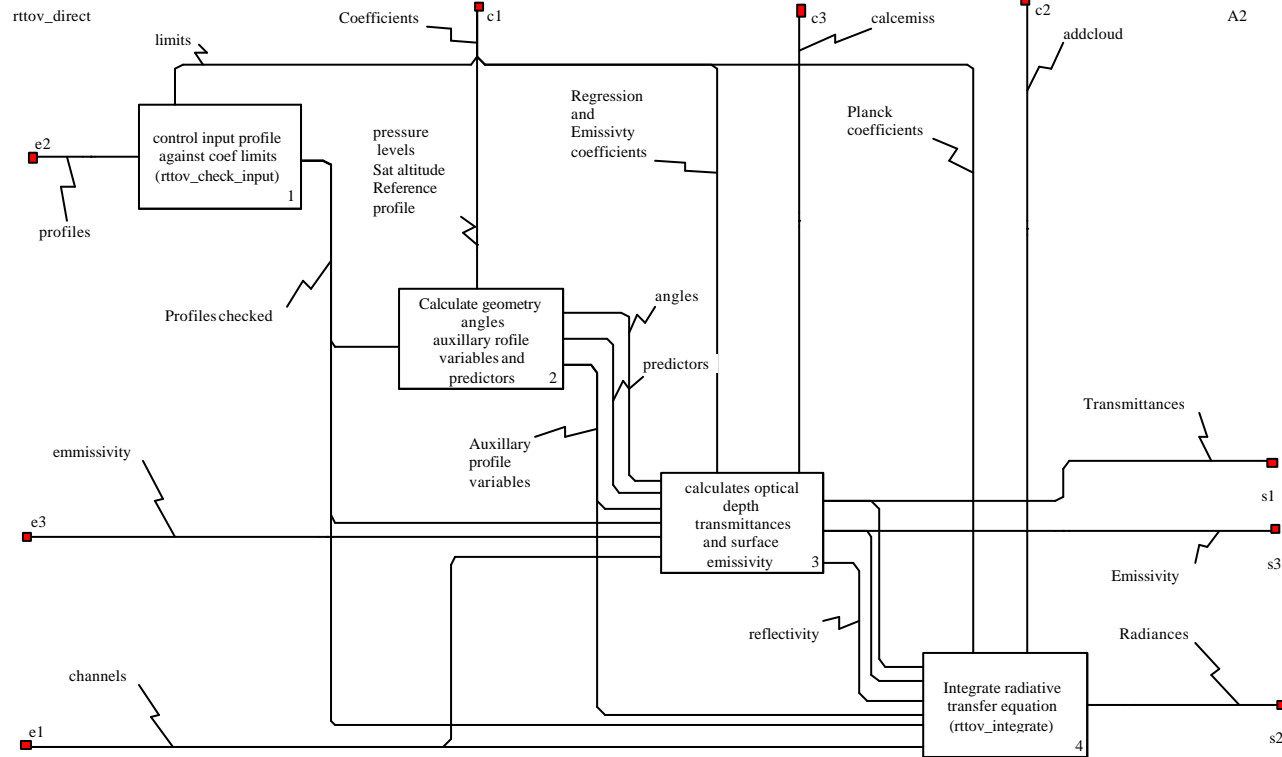 rttov_direct
Coefficients
c1
c3
calcemiss
c2
addcloud
A2
limits
Regression
and
Emissivty
coefficients
Planck
coefficients
e2
control input profile
against coef limits
(rttov_check_input)
1
pressure
levels
Sat altitude
Reference
profile
profiles
Profiles checked
Calculate geometry
angles
auxillary rofile
variables and
predictors
2
angles
predictors
Auxillary
profile
variables
Transmittances
emmissivity
e3
calculates optical
depth
transmittances
and surface
emissivity
3
s1
s3
Emissivity
reflectivity
Radiances
channels
e1
Integrate radiative
transfer equation
(rttov_integrate)
4
s2